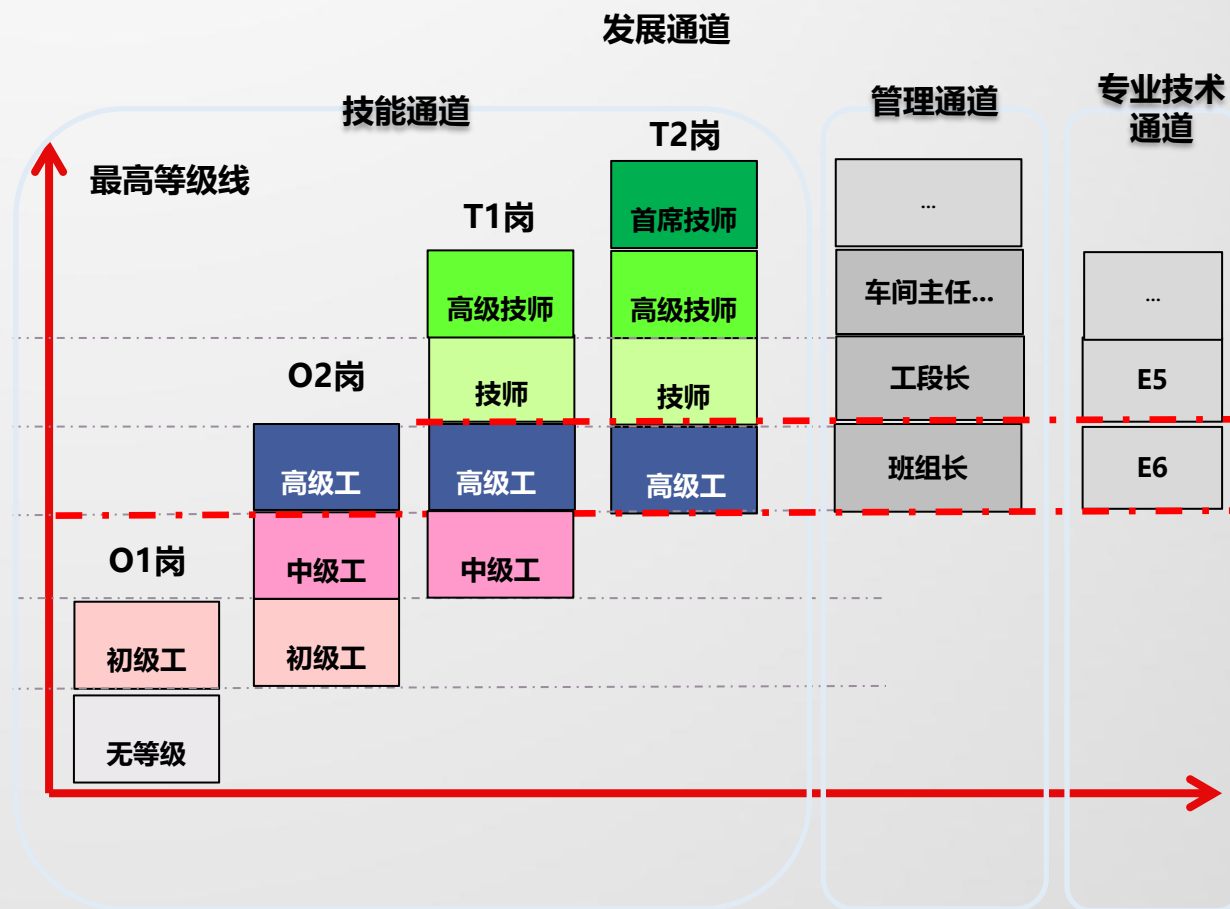 发展通道
技能通道
管理通道
专业技术
通道
最高等级线
O1岗
初级工
无等级
O2岗
高级工
中级工
初级工
T1岗
高级技师
技师
高级工
中级工
T2岗
首席技师
高级技师
技师
高级工
...
车间主任...
工段长
班组长
...
E5
E6